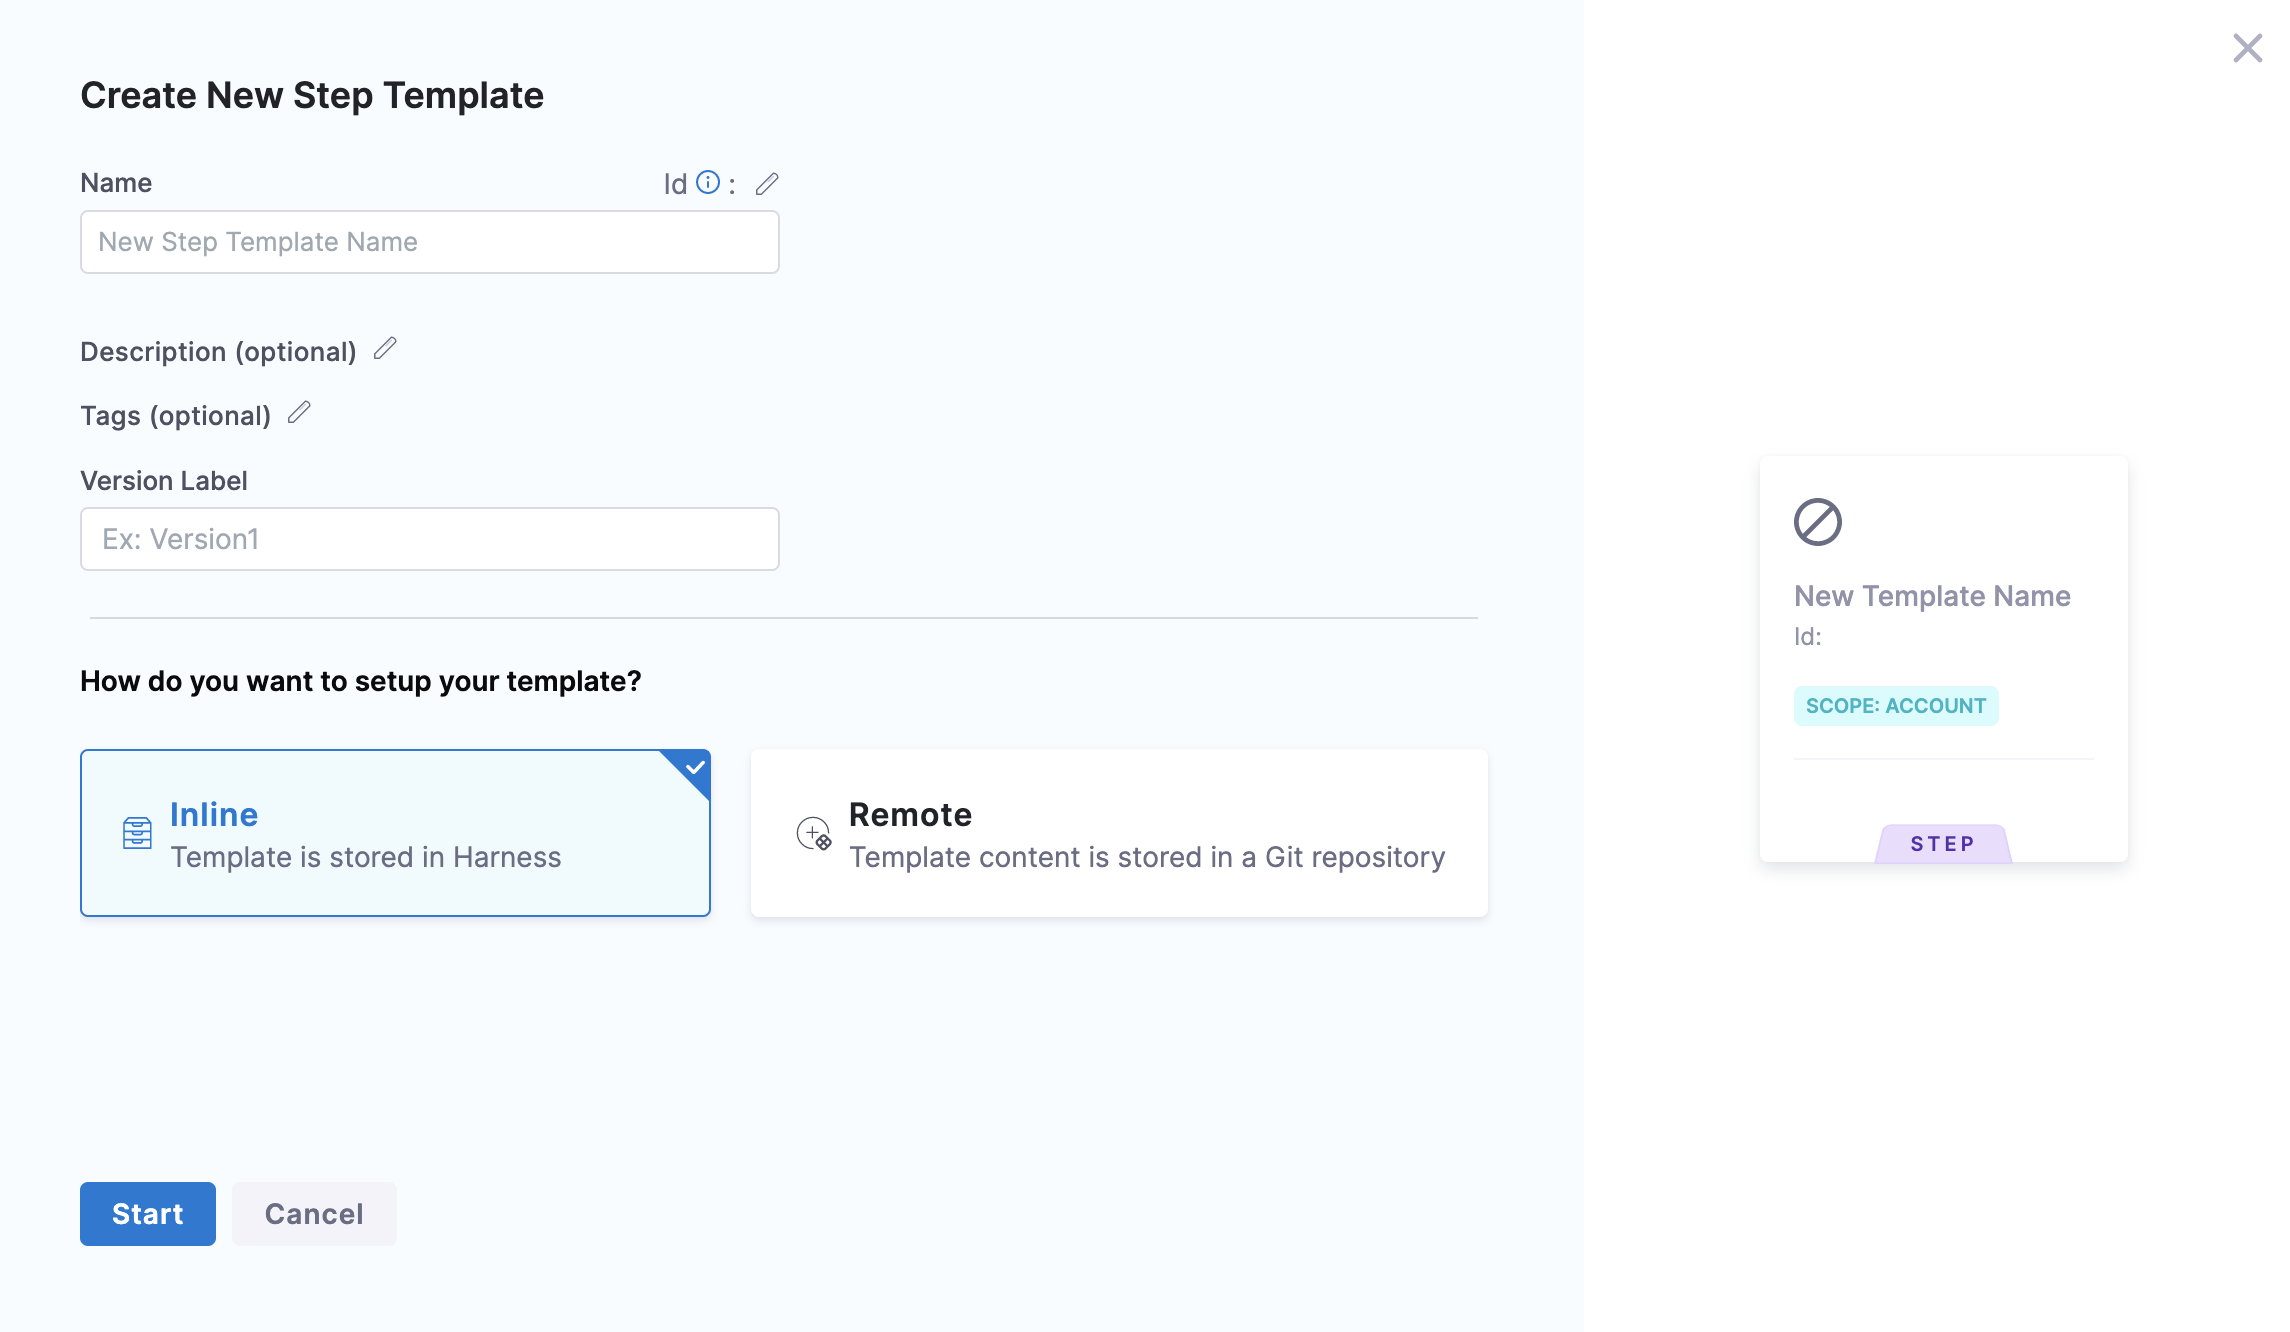 Create New Step Template
Name
Id :
New Step Template Name
Description (optional)
Tags (optional)
Version Label
Ex: Version1
How do you want to setup your template?
Inline
Template is stored in Harness
Remote
Template content is stored in a Git repository
Start
Cancel
New Template Name
Id:
SCOPE: ACCOUNT
STEP